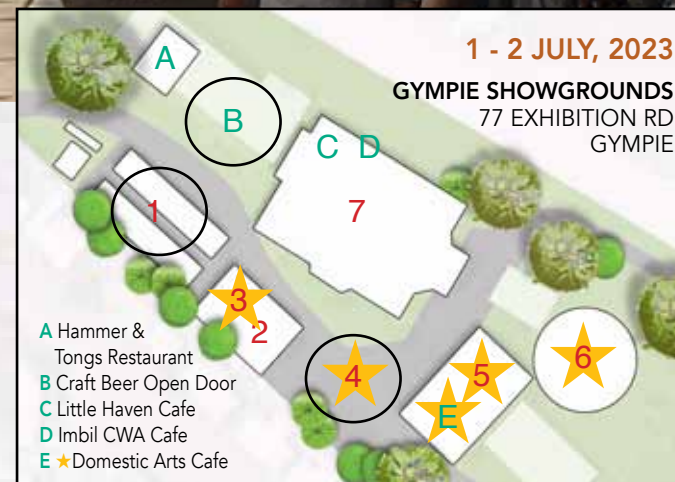 1 - 2 JULY, 2023
GYMPIE SHOWGROUNDS
77 EXHIBITION RD
GYMPIE
A
B
C D
7
1
3
2
4
5
6
E
A Hammer &
Tongs Restaurant
B Craft Beer Open Door
C Little Haven Cafe
D Imbil CWA Cafe
E ★Domestic Arts Cafe